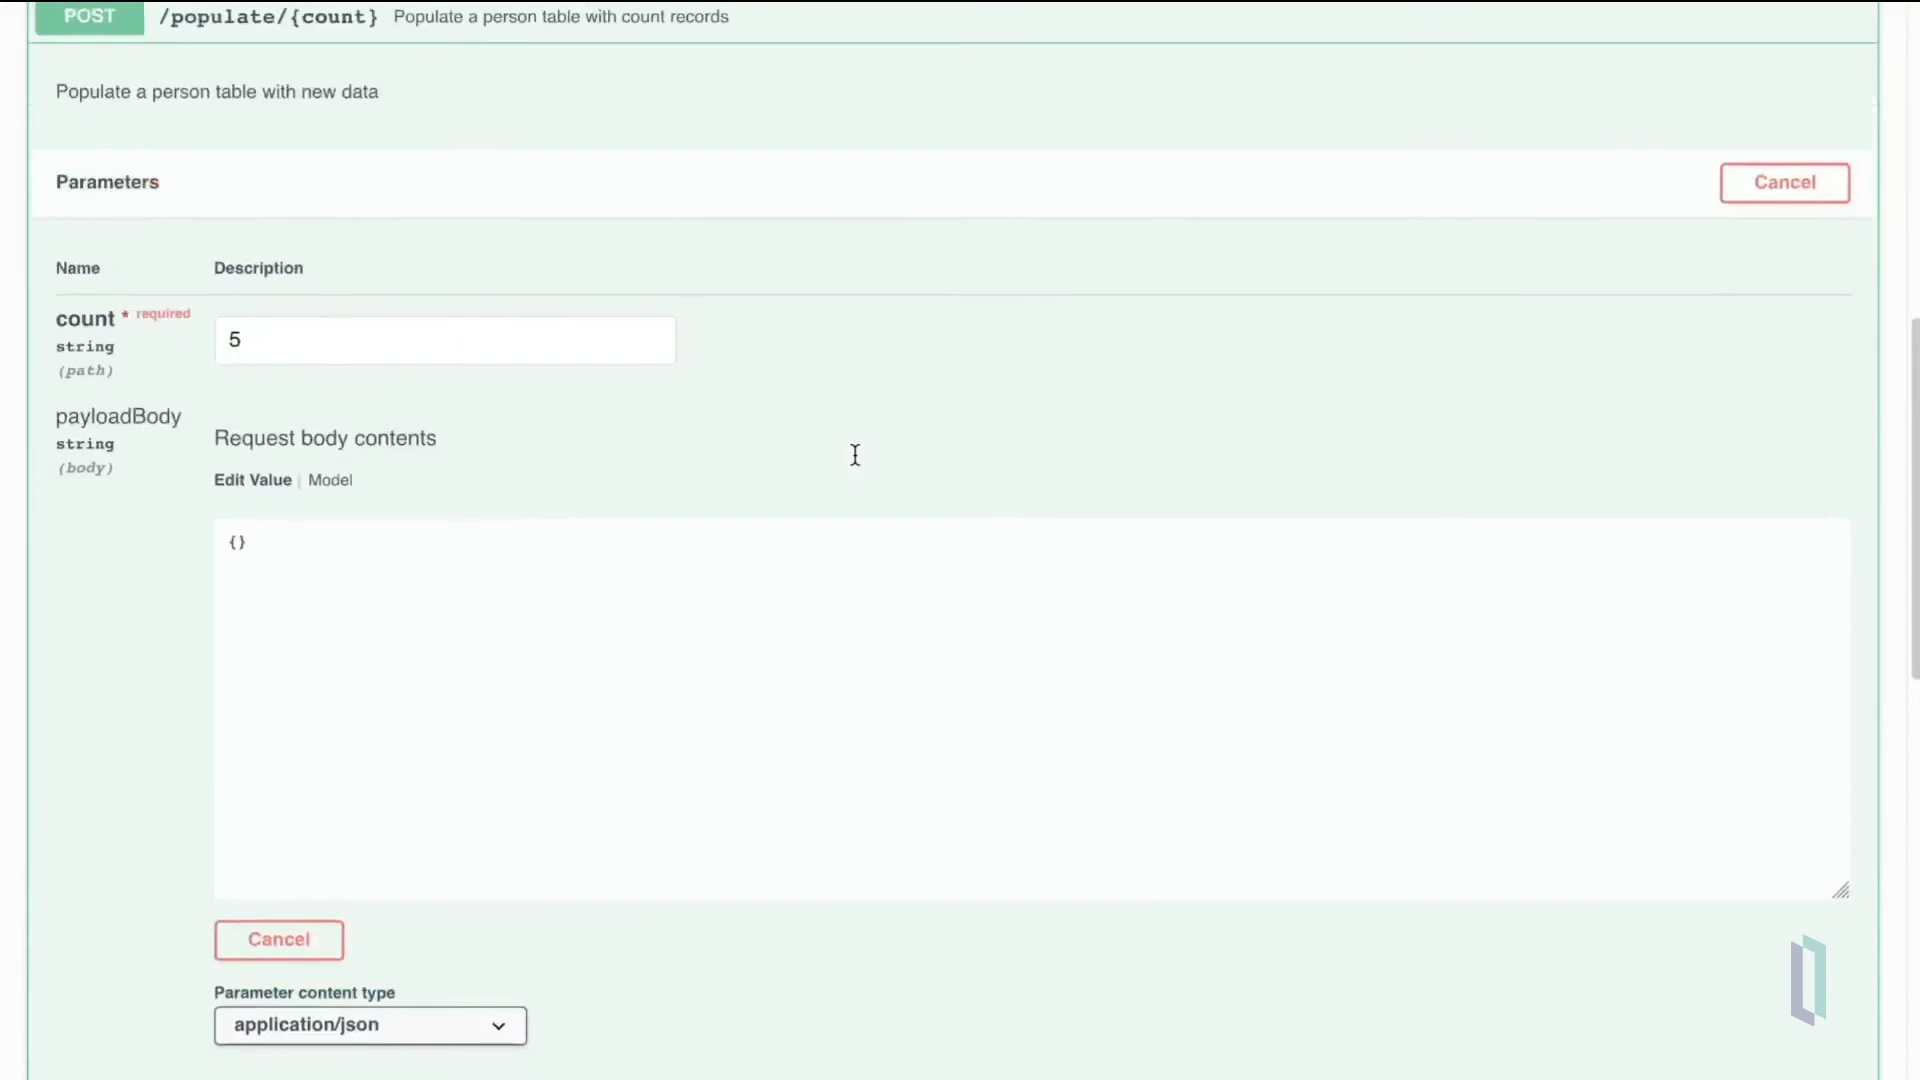 POST /populate/{count} Populate a person table with count records
Populate a person table with new data
Parameters Cancel
Name Description
count * required
string
(path)
5
payloadBody
string
(body)
Request body contents
Edit Value | Model
{}
Cancel
Parameter content type
application/json